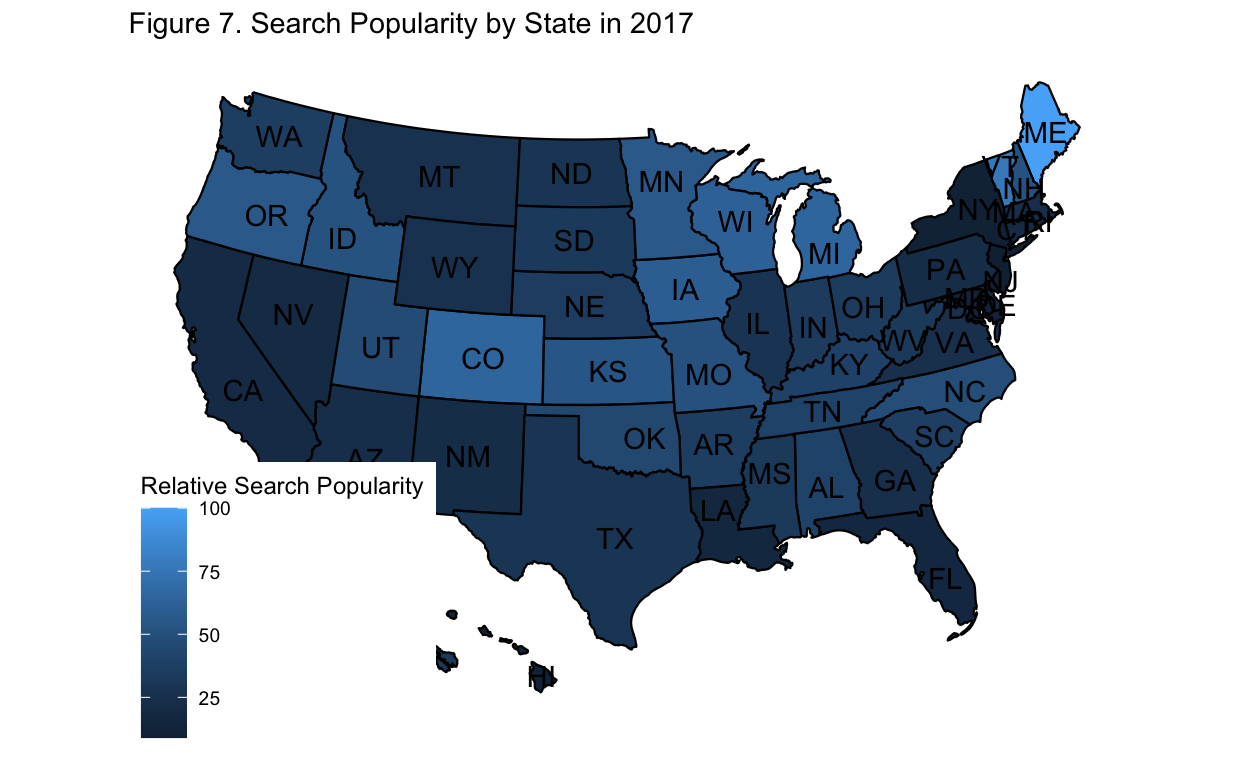 Figure 7. Search Popularity by State in 2017
ME
WA
VT
MT
ND
MN
NH
OR
ID
SD
WI
NY
MA
RI
CT
MI
WY
PA
NJ
IA
NE
OH
MD
DE
DC
NV
IL
IN
WV
VA
UT
CO
KS
MO
KY
CA
NC
TN
OK
AR
SC
AZ
NM
MS
AL
GA
LA
TX
FL
HI
Relative Search Popularity
100
75
50
25